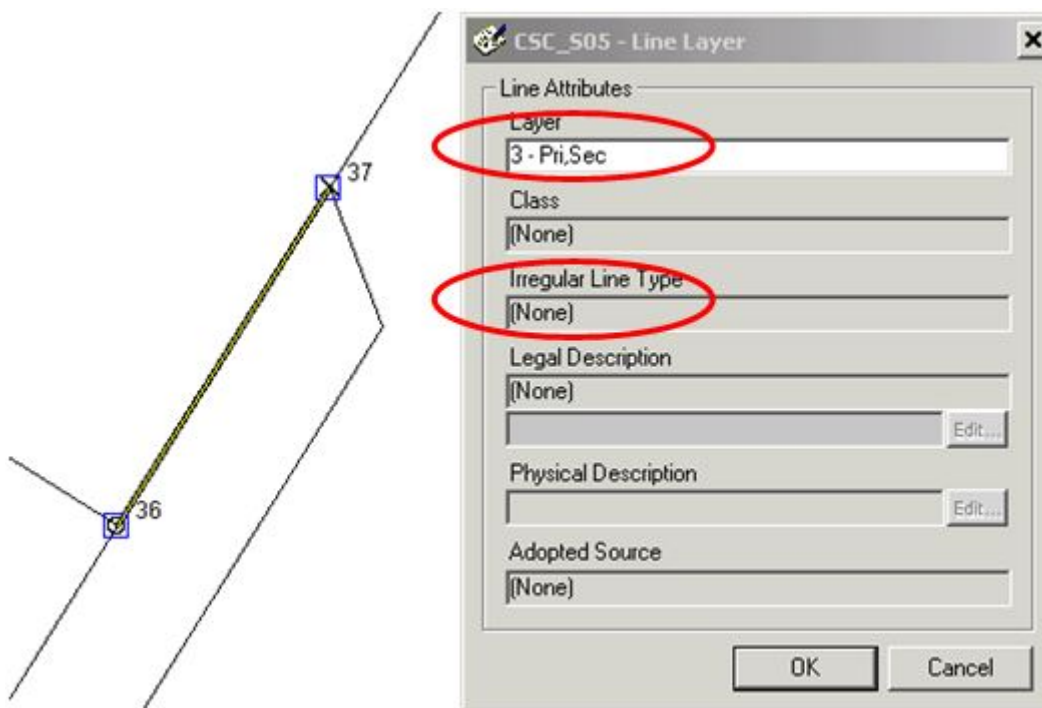 37
36
CSC_S05 - Line Layer
Line Attributes
Layer
3 - Pri,Sec
Class
(None)
Irregular Line Type
(None)
Legal Description
(None)
Edit...
Physical Description
Edit...
Adopted Source
(None)
OK
Cancel